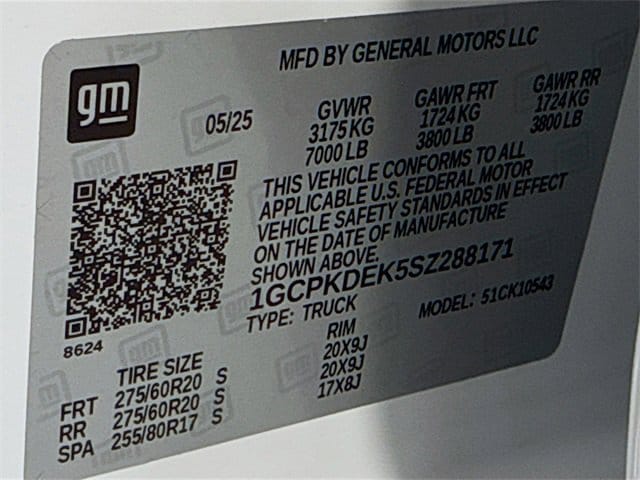 MFD BY GENERAL MOTORS LLC
gm
05/25
GVWR GAWR FRT GAWR RR
3175 KG 1724 KG 1724 KG
7000 LB 3800 LB 3800 LB
THIS VEHICLE CONFORMS TO ALL
APPLICABLE U.S. FEDERAL MOTOR
VEHICLE SAFETY STANDARDS IN EFFECT
ON THE DATE OF MANUFACTURE
SHOWN ABOVE.
1GCPKDEK5SZ288171
TYPE: TRUCK MODEL: 51CK10543
8624
TIRE SIZE RIM
FRT 275/60R20 S 20X9J
RR 275/60R20 S 20X9J
SPA 255/80R17 S 17X8J